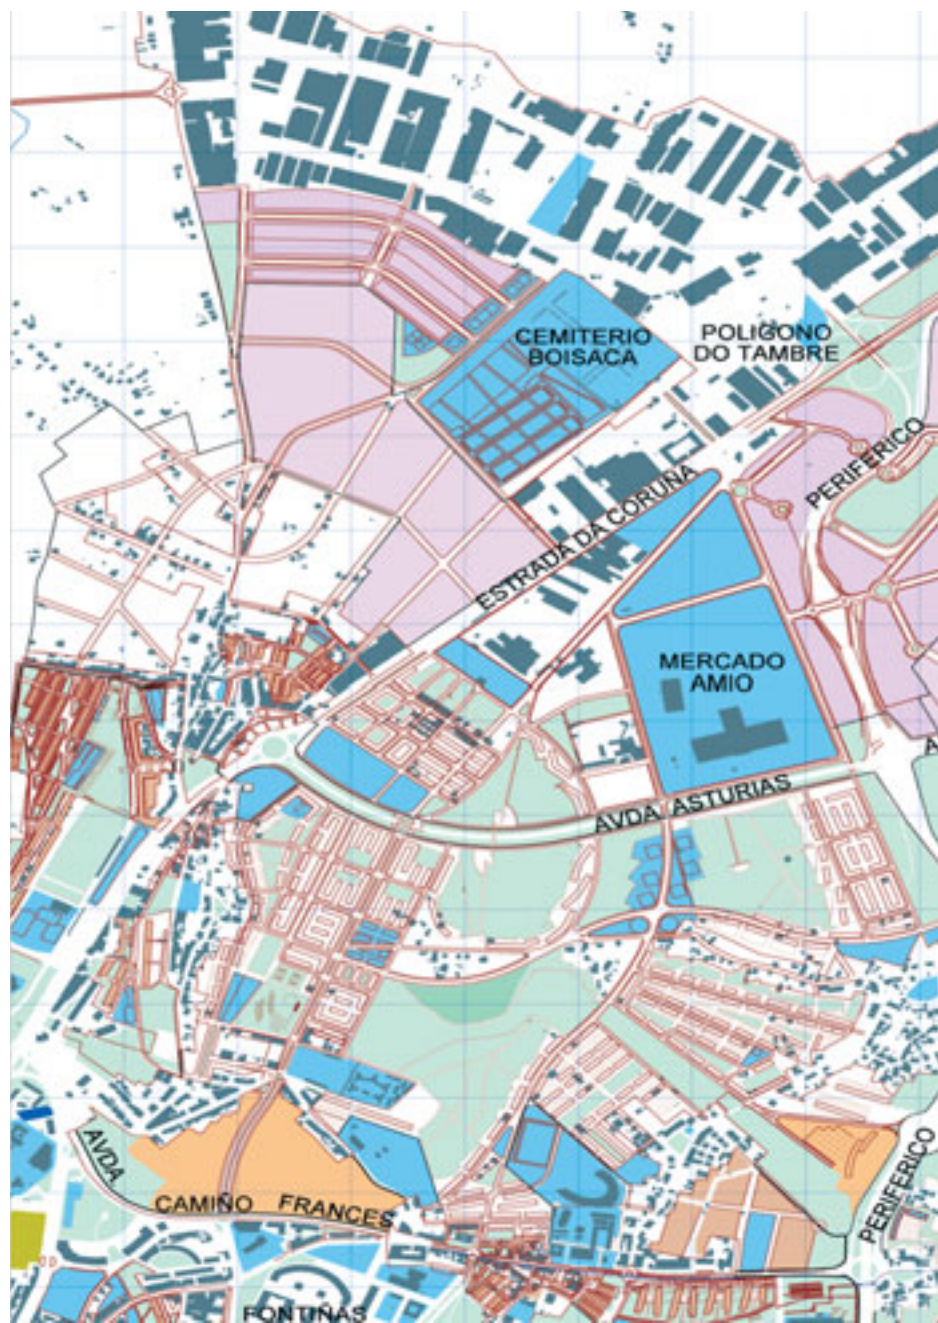 CEMITERIO
BOISACA
POLIGONO
DO TAMBRE
PERIFERICO
ESTRADA DA CORUÑA
MERCADO
AMIO
A
AVDA ASTURIAS
AVDA
CAMIÑO FRANCES
PERIFERICO
FONTIÑAS